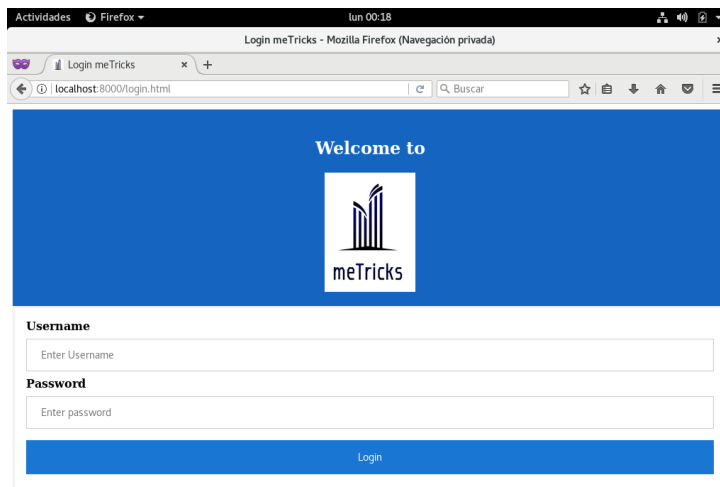 Actividades Firefox lun 00:18
Login meTricks - Mozilla Firefox (Navegación privada)
Login meTricks
localhost:8000/login.html Buscar
Welcome to
meTricks
Username
Enter Username
Password
Enter password
Login